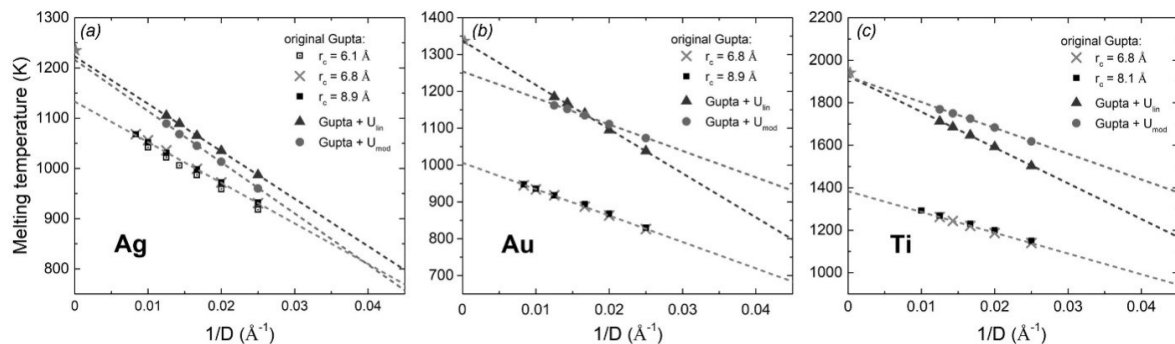 (a)
original Gupta:
r_c = 6.1 Å
r_c = 6.8 Å
r_c = 8.9 Å
Gupta + U_lin
Gupta + U_mod
Ag
Melting temperature (K)
1300
1200
1100
1000
900
800
0
0.01
0.02
0.03
0.04
1/D (Å⁻¹)
(b)
original Gupta:
r_c = 6.8 Å
r_c = 8.9 Å
Gupta + U_lin
Gupta + U_mod
Au
1400
1300
1200
1100
1000
900
800
700
0
0.01
0.02
0.03
0.04
1/D (Å⁻¹)
(c)
original Gupta:
r_c = 6.8 Å
r_c = 8.1 Å
Gupta + U_lin
Gupta + U_mod
Ti
2200
2000
1800
1600
1400
1200
1000
0
0.01
0.02
0.03
0.04
1/D (Å⁻¹)